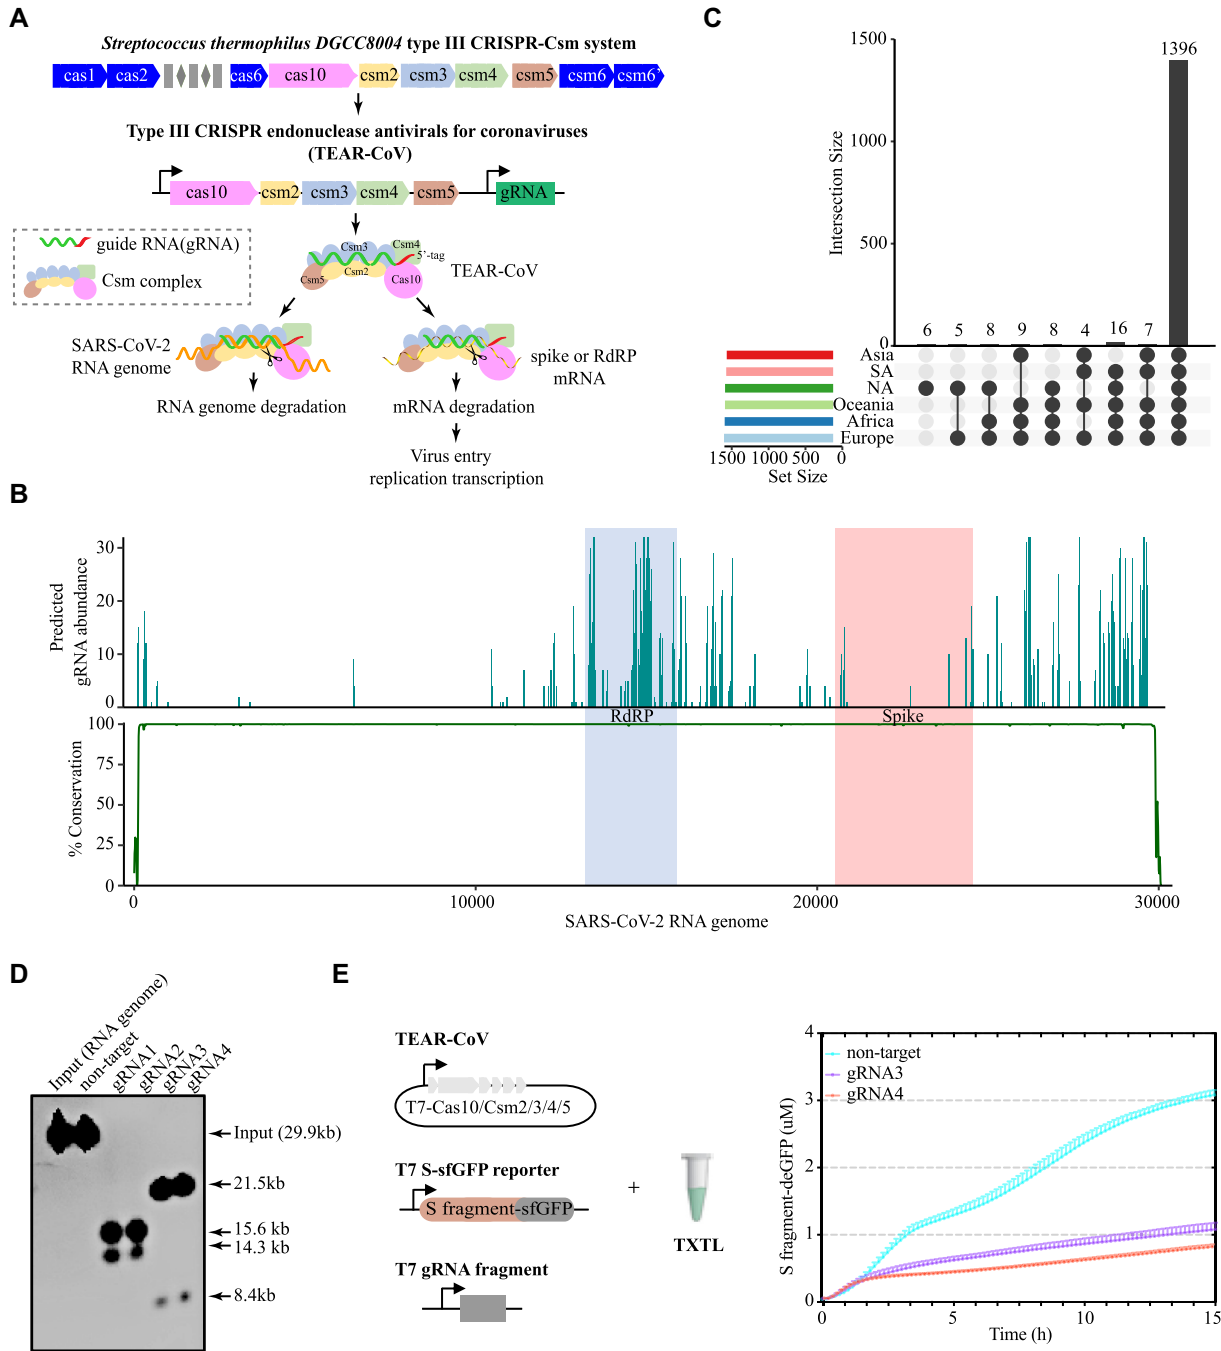 A
Streptococcus thermophilus DGCC8004 type III CRISPR-Csm system
cas1 cas2 cas6 cas10 csm2 csm3 csm4 csm5 csm6 csm6'
Type III CRISPR endonuclease antivirals for coronaviruses
(TEAR-CoV)
cas10 csm2 csm3 csm4 csm5 gRNA
guide RNA(gRNA)
Csm complex
Csm3 Csm4
5'-tag
Csm5 Csm2 Cas10
TEAR-CoV
SARS-CoV-2
RNA genome
spike or RdRP
mRNA
RNA genome degradation
mRNA degradation
Virus entry
replication transcription
C
Intersection Size
1500
1000
500
0
6 5 8 9 8 4 16 7 1396
Asia
SA
NA
Oceania
Africa
Europe
1500 1000 500 0
Set Size
B
Predicted
gRNA abundance
30
20
10
0
RdRP
Spike
% Conservation
100
75
50
25
0
0 10000 20000 30000
SARS-CoV-2 RNA genome
D
Input (RNA genome)
non-target
gRNA1
gRNA2
gRNA3
gRNA4
Input (29.9kb)
21.5kb
15.6 kb
14.3 kb
8.4kb
E
TEAR-CoV
T7-Cas10/Csm2/3/4/5
T7 S-sfGFP reporter
S fragment-sfGFP
T7 gRNA fragment
+
TXTL
S fragment-deGFP (uM)
4
3
2
1
0
non-target
gRNA3
gRNA4
0 5 10 15
Time (h)